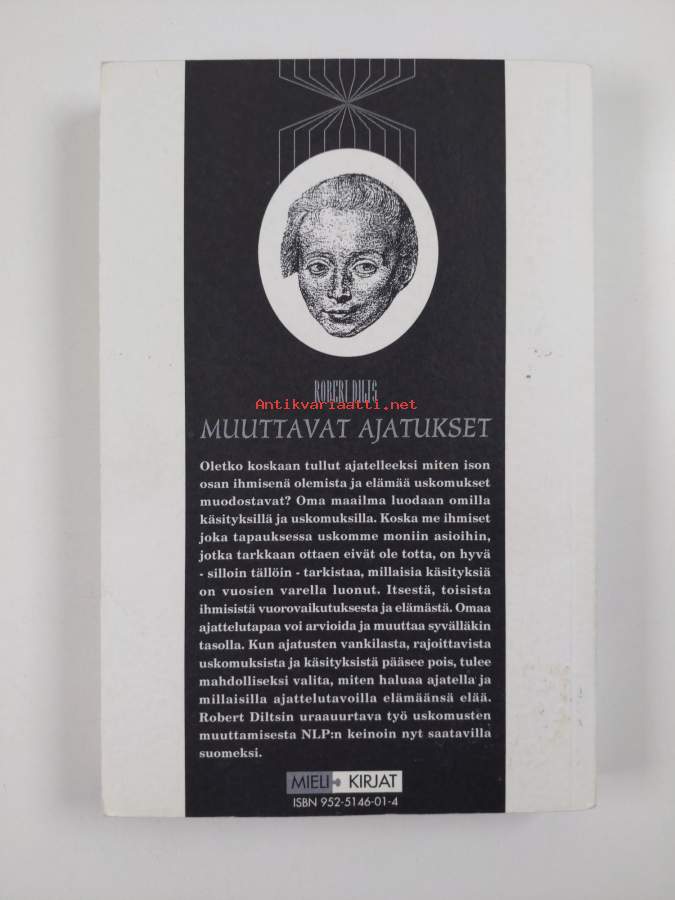 ROBERT DILTS
Antikvariaatti.net
MUUTTAVAT AJATUKSET
Oletko koskaan tullut ajatelleeksi miten ison
osan ihmisenä olemista ja elämää uskomukset
muodostavat? Oma maailma luodaan omilla
käsityksillä ja uskomuksilla. Koska me ihmiset
joka tapauksessa uskomme moniin asioihin,
jotka tarkkaan ottaen eivät ole totta, on hyvä
- silloin tällöin - tarkistaa, millaisia käsityksiä
on vuosien varella luonut. Itsestä, toisista
ihmisistä vuorovaikutuksesta ja elämästä. Omaa
ajattelutapaa voi arvioida ja muuttaa syvälläkin
tasolla. Kun ajatusten vankilasta, rajoittavista
uskomuksista ja käsityksistä pääsee pois, tulee
mahdolliseksi valita, miten haluaa ajatella ja
millaisilla ajattelutavoilla elämäänsä elää.
Robert Diltsin uraauurtava työ uskomusten
muuttamisesta NLP:n keinoin nyt saatavilla
suomeksi.
MIELI KIRJAT
ISBN 952-5146-01-4